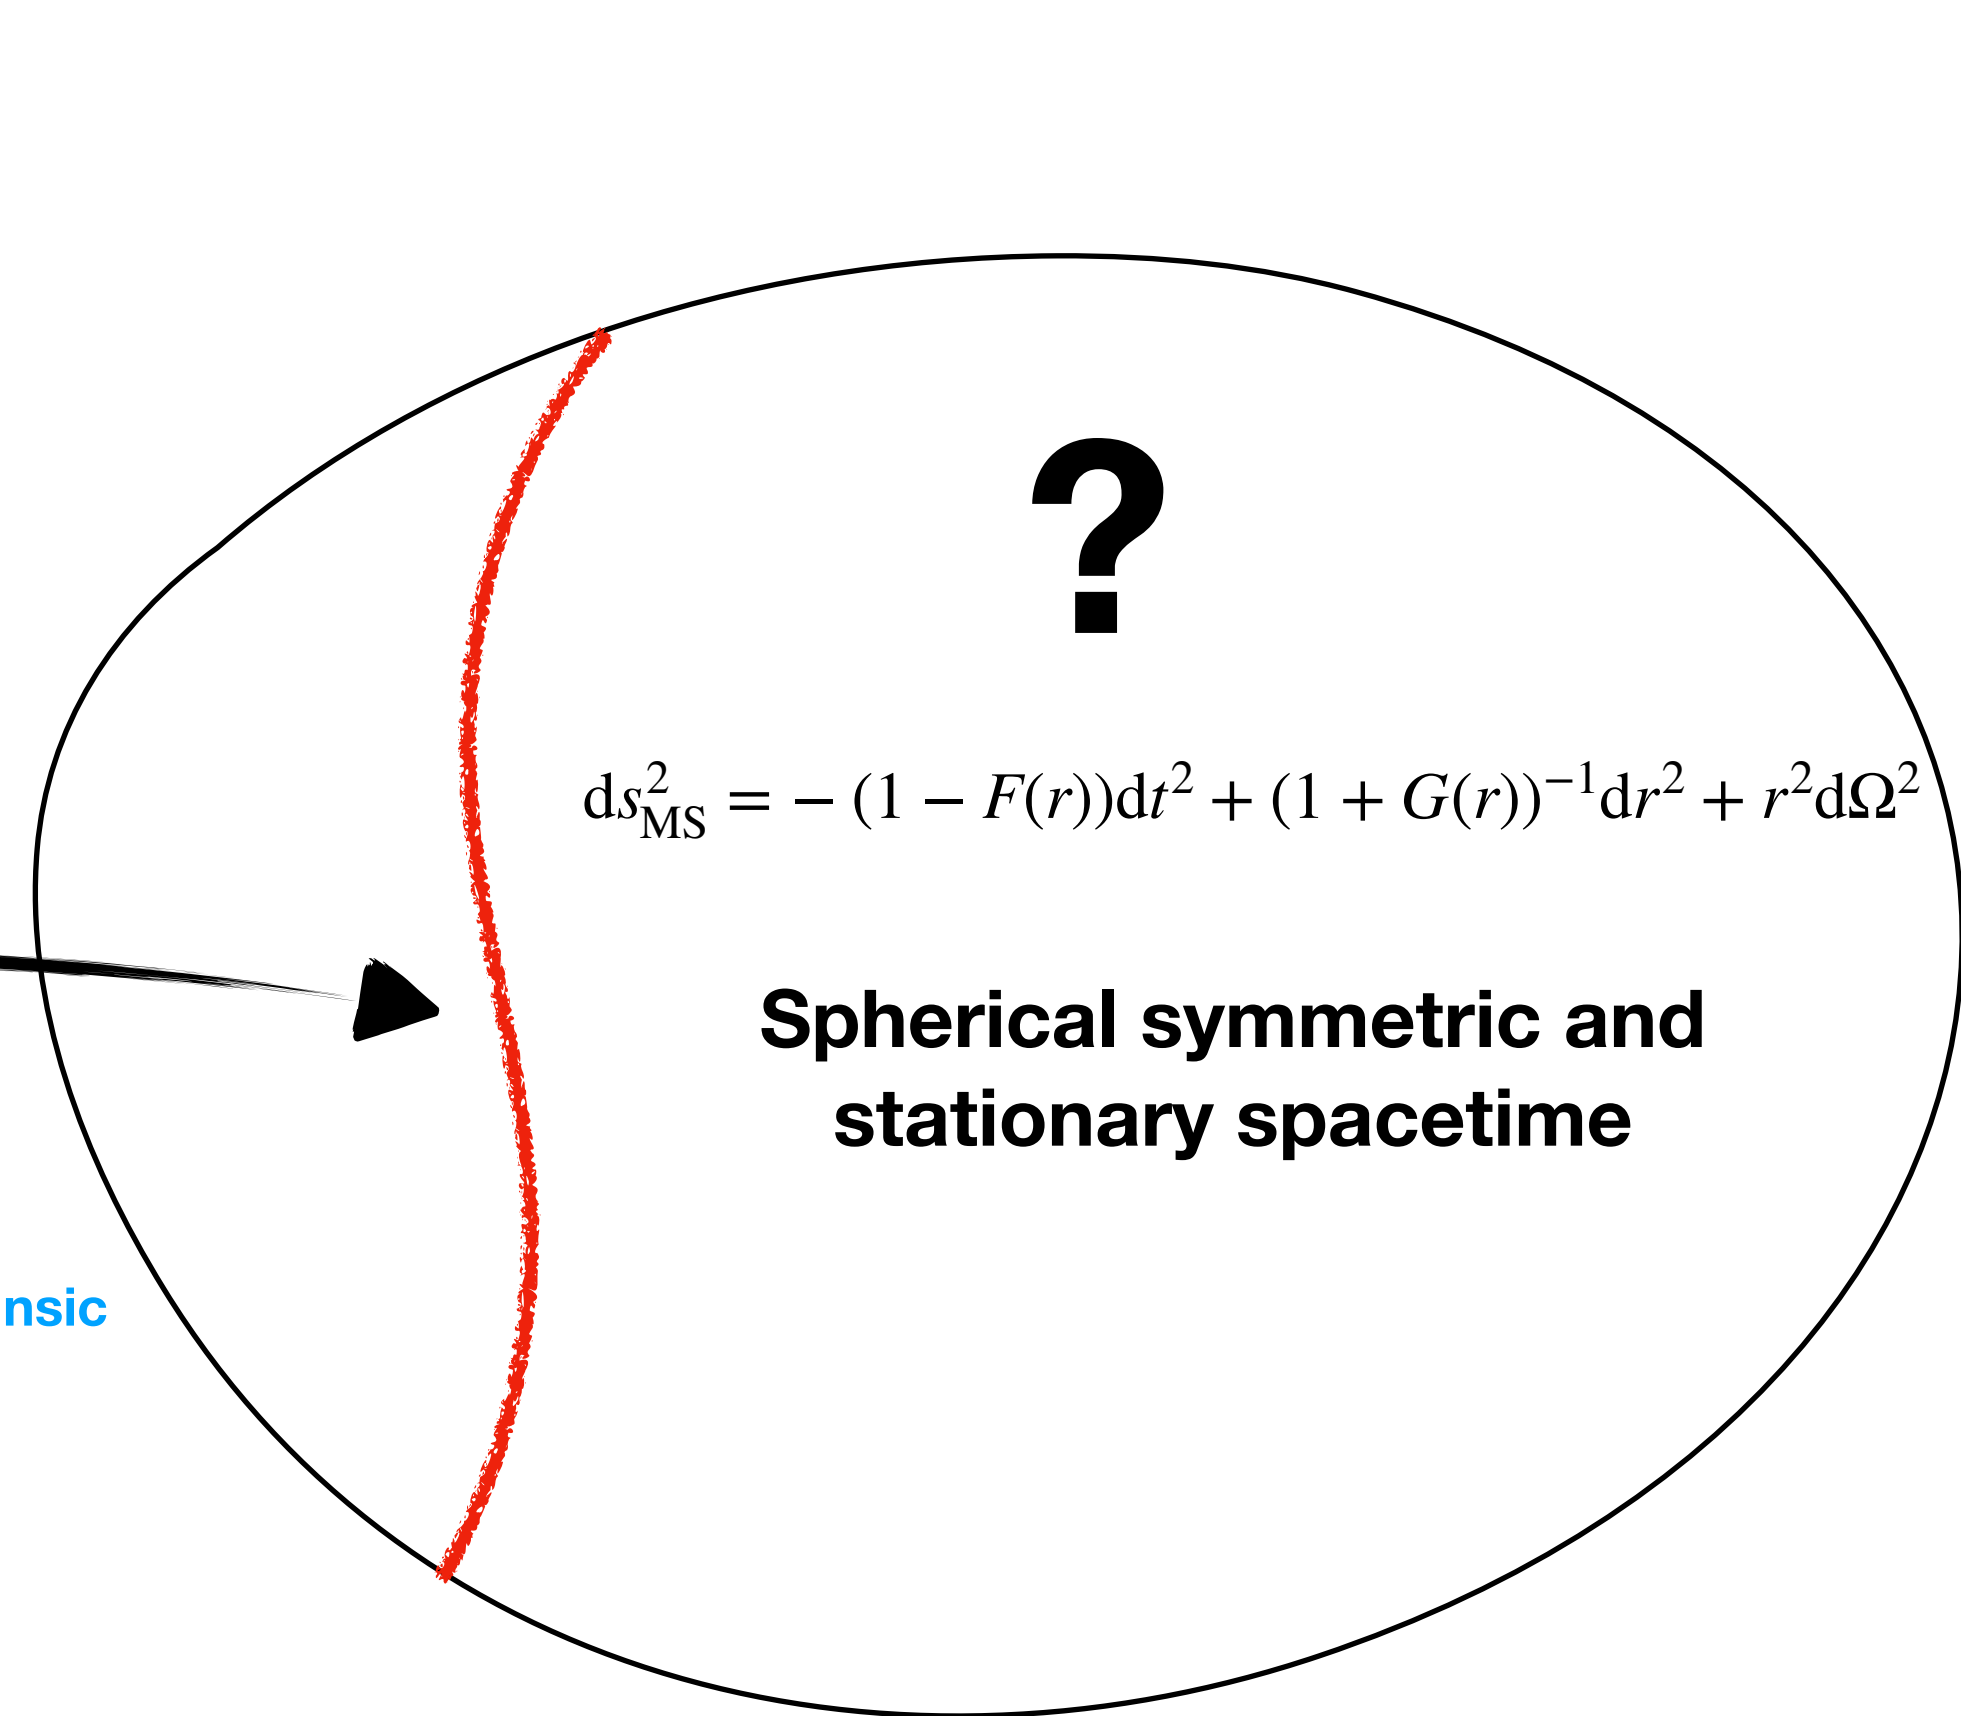 ?
ds²_MS = − (1 − F(r))dt² + (1 + G(r))⁻¹dr² + r²dΩ²
Spherical symmetric and
stationary spacetime
nsic